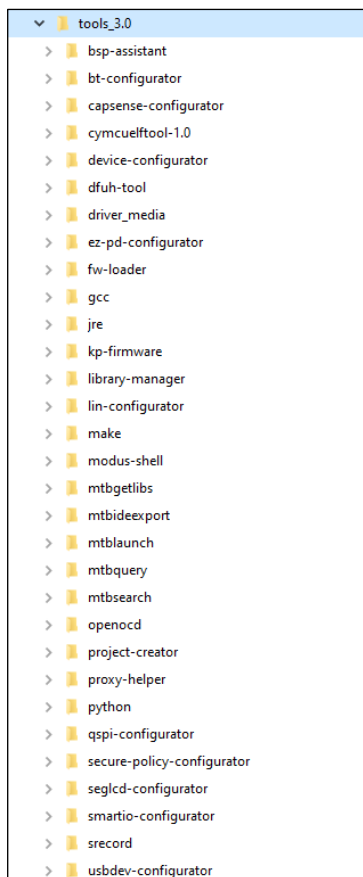 tools_3.0
bsp-assistant
bt-configurator
capsense-configurator
cymcuelftool-1.0
device-configurator
dfuh-tool
driver_media
ez-pd-configurator
fw-loader
gcc
jre
kp-firmware
library-manager
lin-configurator
make
modus-shell
mtbgetlibs
mtbideexport
mtblaunch
mtbquery
mtbsearch
openocd
project-creator
proxy-helper
python
qspi-configurator
secure-policy-configurator
seglcd-configurator
smartio-configurator
srecord
usbdev-configurator